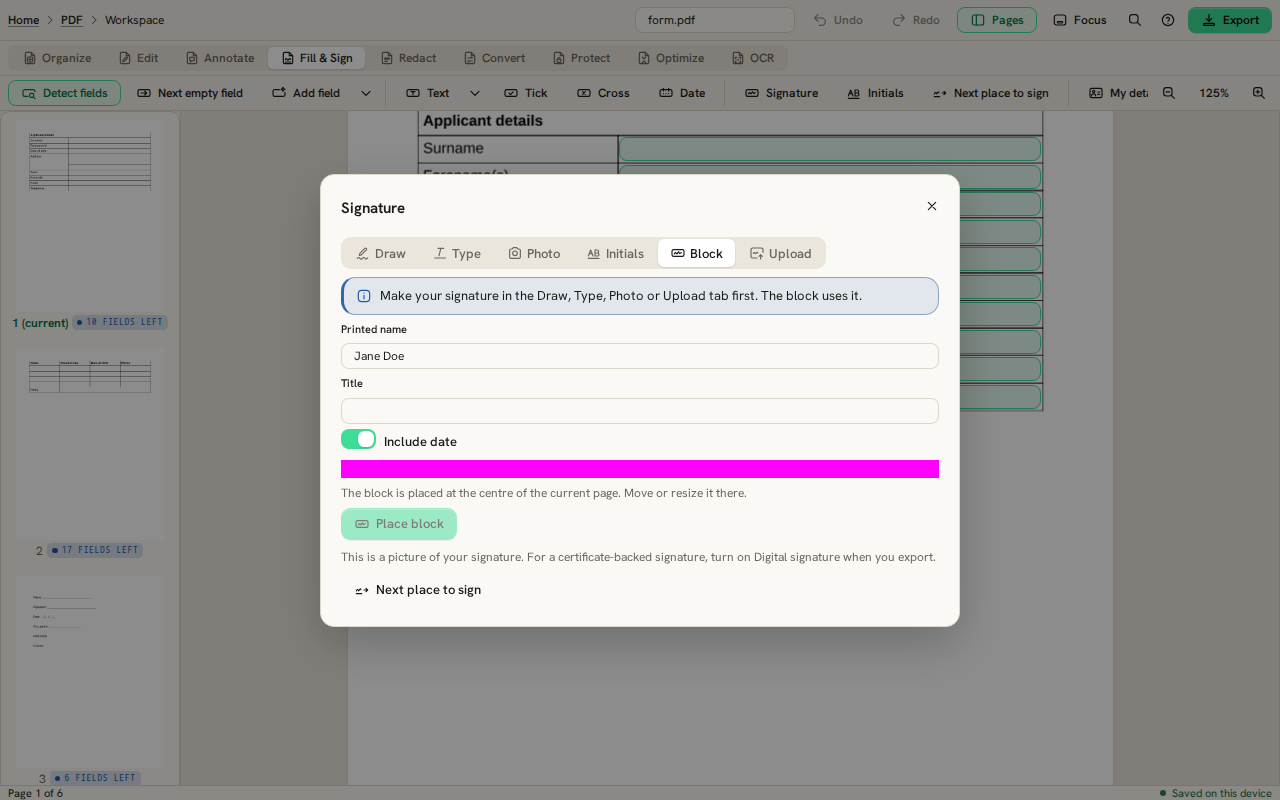 Home > PDF > Workspace
form.pdf
Undo
Redo
Pages
Focus
Export
Organize
Edit
Annotate
Fill & Sign
Redact
Convert
Protect
Optimize
OCR
Detect fields
Next empty field
Add field
Text
Tick
Cross
Date
Signature
AB Initials
Next place to sign
My deta
125%
Applicant details
Surname
Forename(s)
1 (current)
10 FIELDS LEFT
2
17 FIELDS LEFT
3
6 FIELDS LEFT
Signature
Draw
Type
Photo
AB Initials
Block
Upload
Make your signature in the Draw, Type, Photo or Upload tab first. The block uses it.
Printed name
Jane Doe
Title
Include date
The block is placed at the centre of the current page. Move or resize it there.
Place block
This is a picture of your signature. For a certificate-backed signature, turn on Digital signature when you export.
Next place to sign
Page 1 of 6
Saved on this device